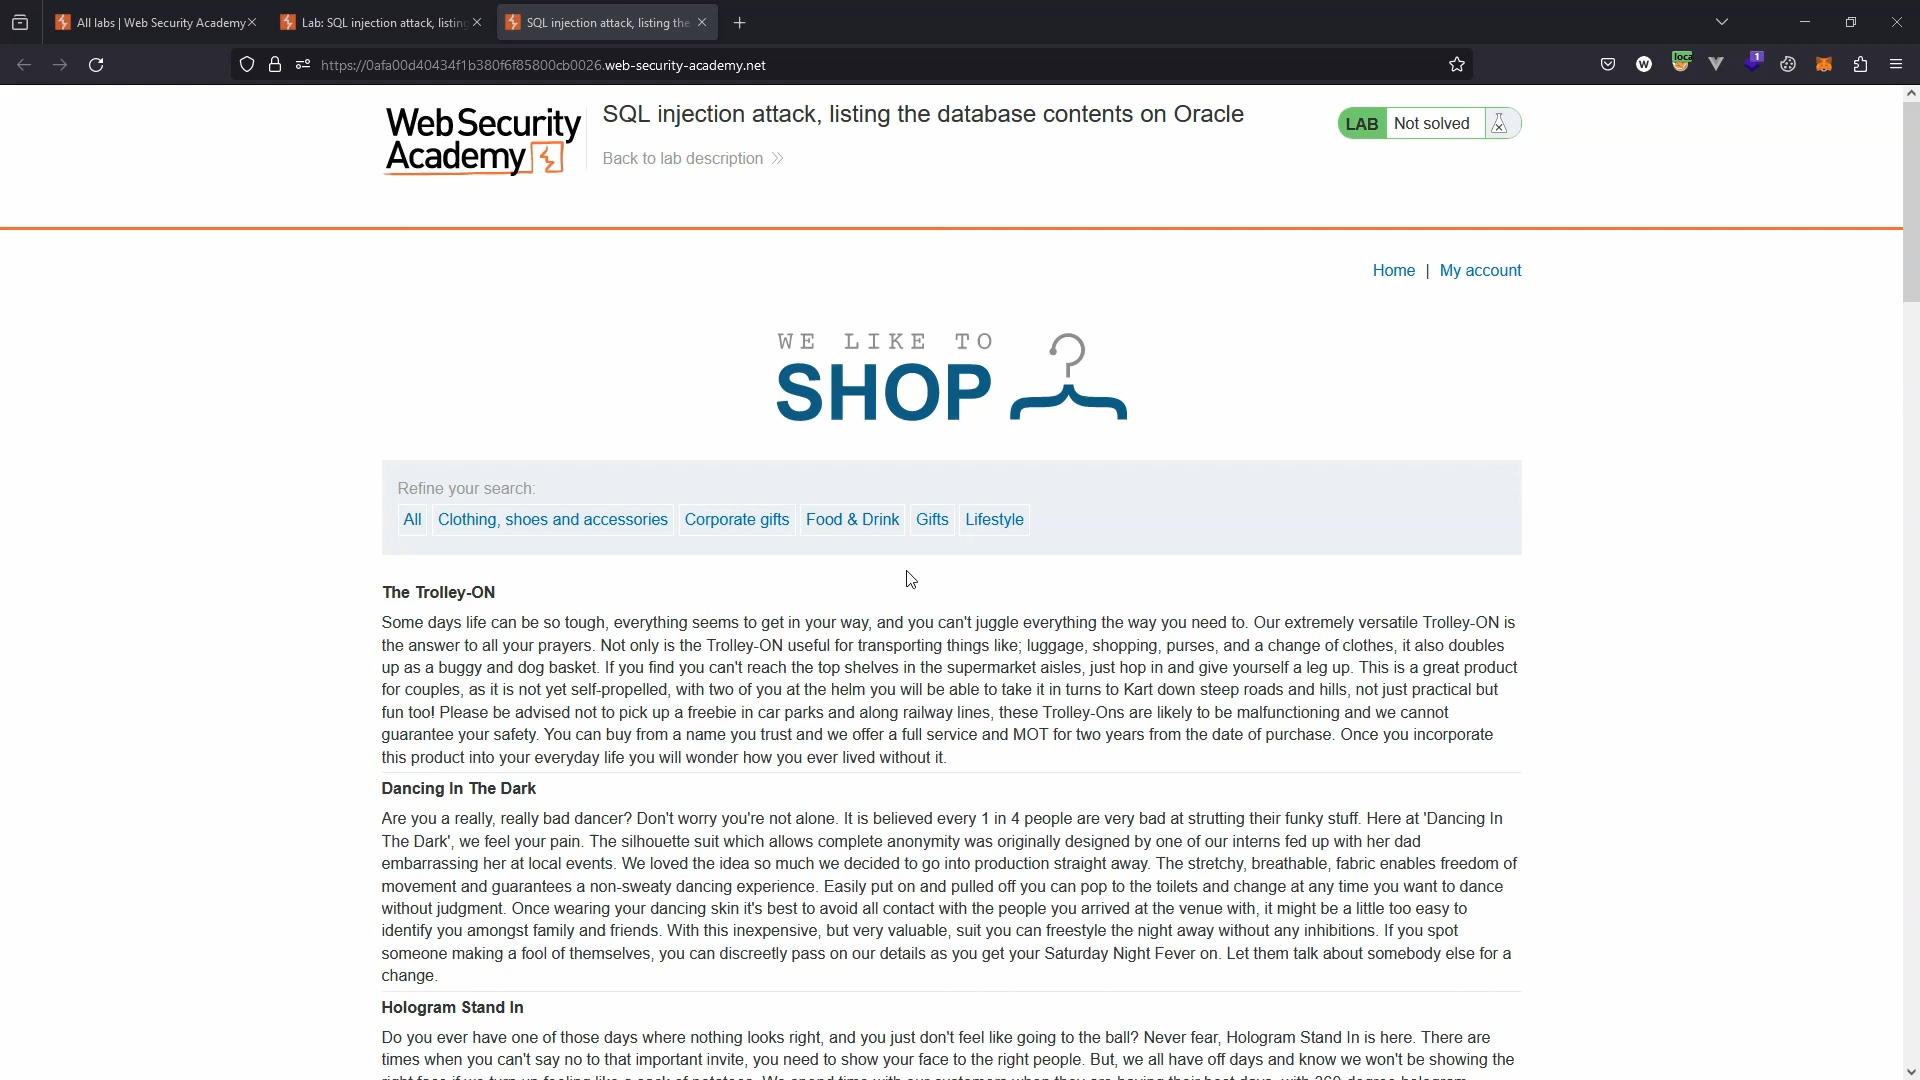 All labs | Web Security Academy
Lab: SQL injection attack, listing
SQL injection attack, listing the
https://0afa00d40434f1b380f6f85800cb0026.web-security-academy.net
W
loca
1
Web Security
Academy
SQL injection attack, listing the database contents on Oracle
Back to lab description
LAB Not solved
Home | My account
WE LIKE TO
SHOP
Refine your search:
All Clothing, shoes and accessories Corporate gifts Food & Drink Gifts Lifestyle
The Trolley-ON
Some days life can be so tough, everything seems to get in your way, and you can't juggle everything the way you need to. Our extremely versatile Trolley-ON is
the answer to all your prayers. Not only is the Trolley-ON useful for transporting things like; luggage, shopping, purses, and a change of clothes, it also doubles
up as a buggy and dog basket. If you find you can't reach the top shelves in the supermarket aisles, just hop in and give yourself a leg up. This is a great product
for couples, as it is not yet self-propelled, with two of you at the helm you will be able to take it in turns to Kart down steep roads and hills, not just practical but
fun too! Please be advised not to pick up a freebie in car parks and along railway lines, these Trolley-Ons are likely to be malfunctioning and we cannot
guarantee your safety. You can buy from a name you trust and we offer a full service and MOT for two years from the date of purchase. Once you incorporate
this product into your everyday life you will wonder how you ever lived without it.
Dancing In The Dark
Are you a really, really bad dancer? Don't worry you're not alone. It is believed every 1 in 4 people are very bad at strutting their funky stuff. Here at 'Dancing In
The Dark', we feel your pain. The silhouette suit which allows complete anonymity was originally designed by one of our interns fed up with her dad
embarrassing her at local events. We loved the idea so much we decided to go into production straight away. The stretchy, breathable, fabric enables freedom of
movement and guarantees a non-sweaty dancing experience. Easily put on and pulled off you can pop to the toilets and change at any time you want to dance
without judgment. Once wearing your dancing skin it's best to avoid all contact with the people you arrived at the venue with, it might be a little too easy to
identify you amongst family and friends. With this inexpensive, but very valuable, suit you can freestyle the night away without any inhibitions. If you spot
someone making a fool of themselves, you can discreetly pass on our details as you get your Saturday Night Fever on. Let them talk about somebody else for a
change.
Hologram Stand In
Do you ever have one of those days where nothing looks right, and you just don't feel like going to the ball? Never fear, Hologram Stand In is here. There are
times when you can't say no to that important invite, you need to show your face to the right people. But, we all have off days and know we won't be showing the